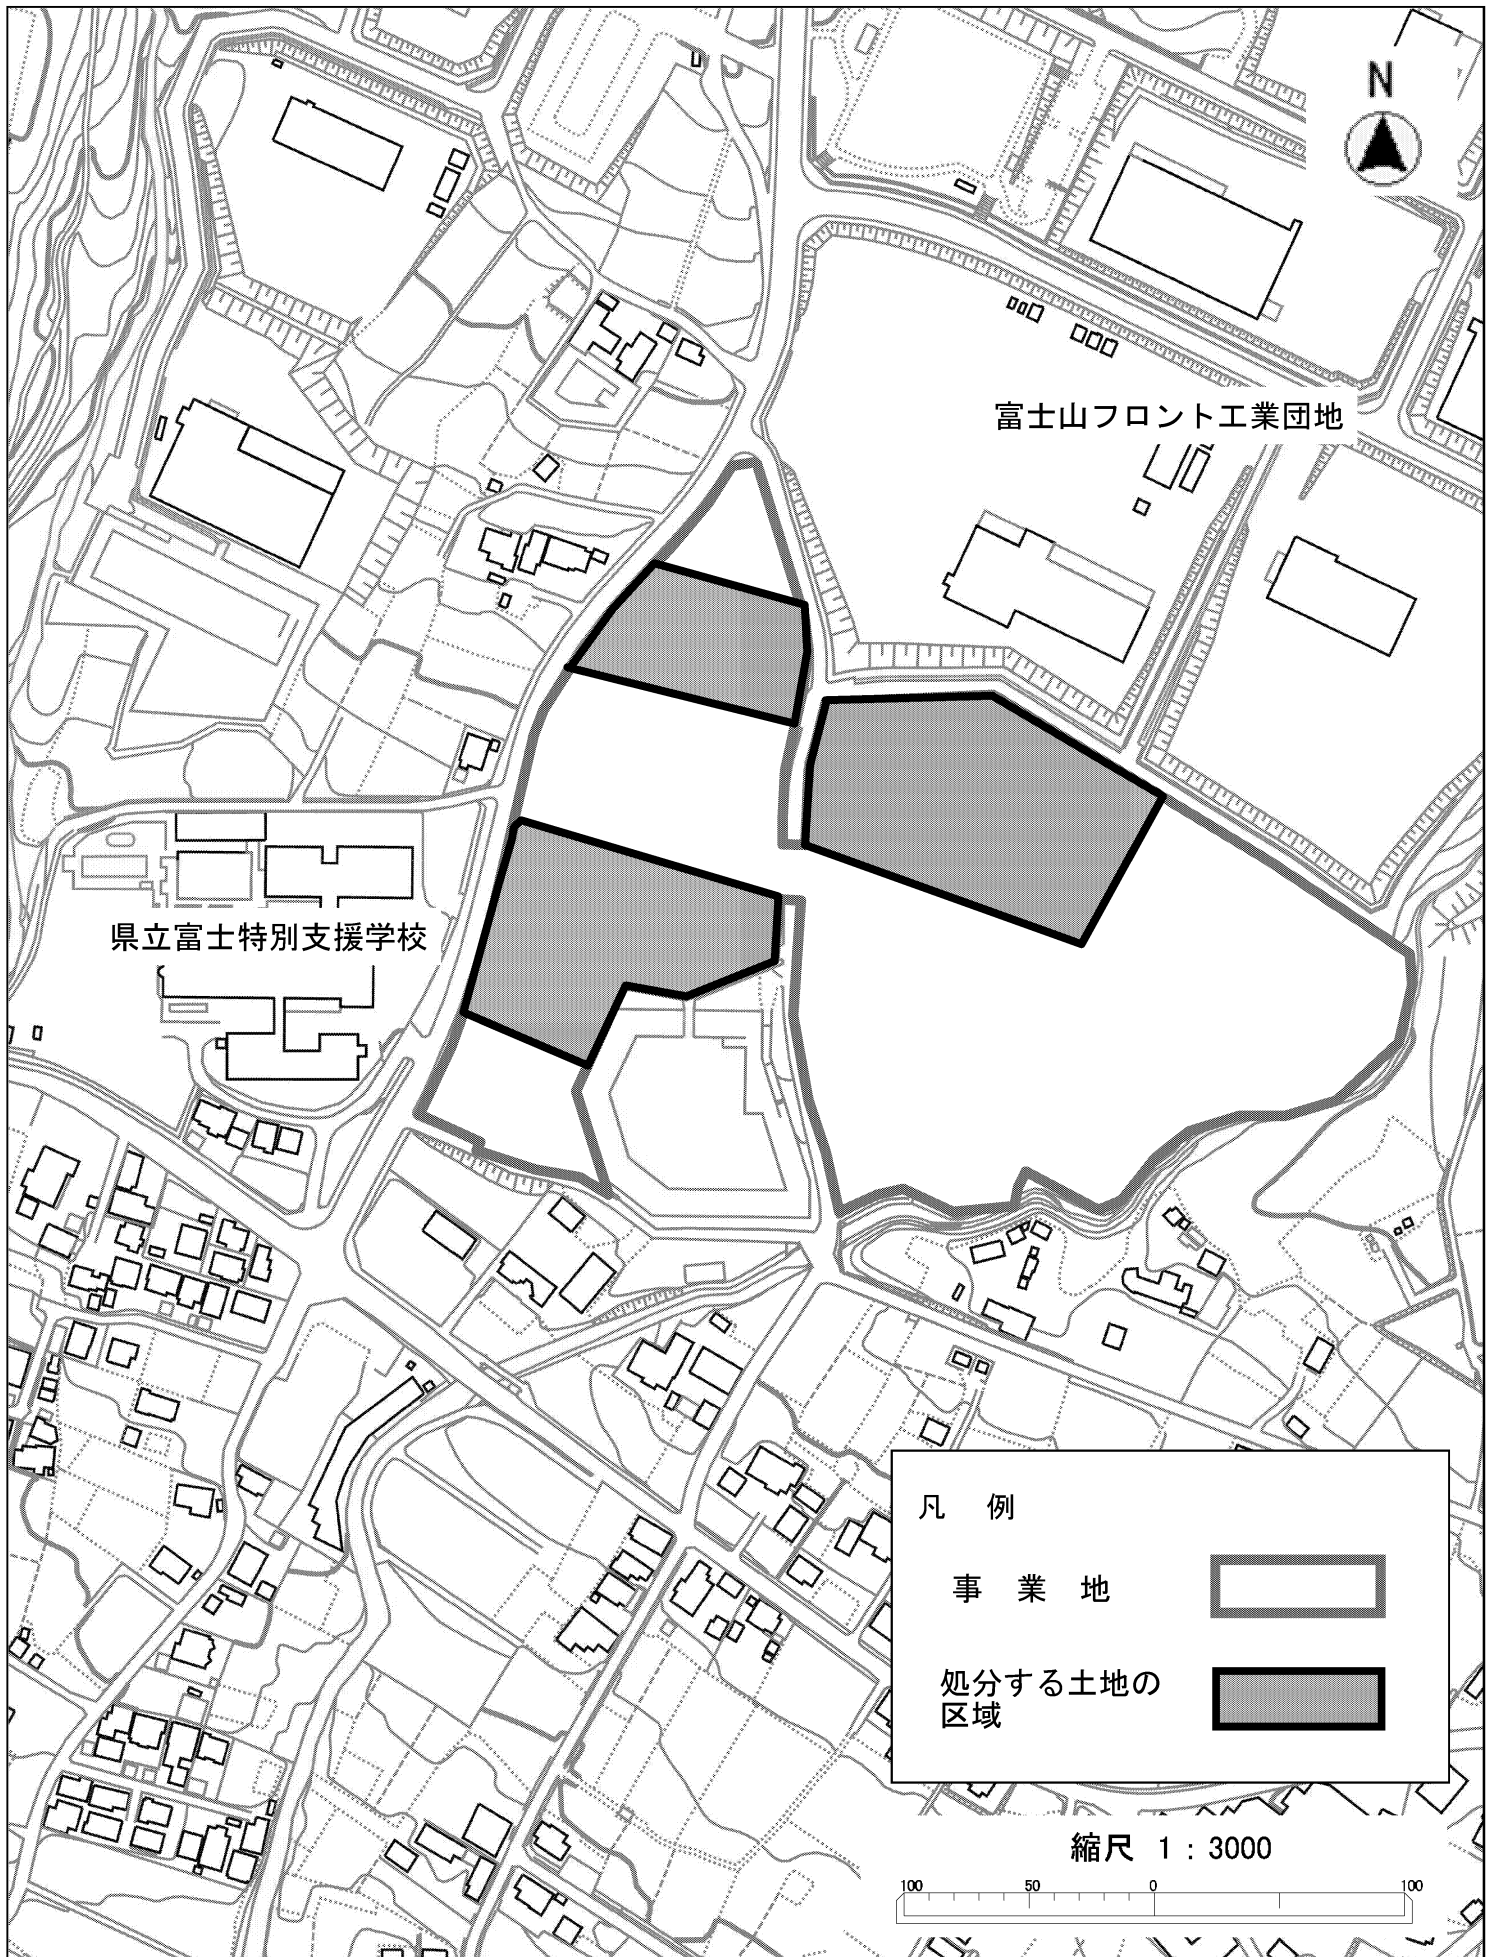 N
富士山フロント工業団地
県立富士特別支援学校
凡 例
事 業 地
処分する土地の
区域
縮尺 1：3000
100 50 0 100